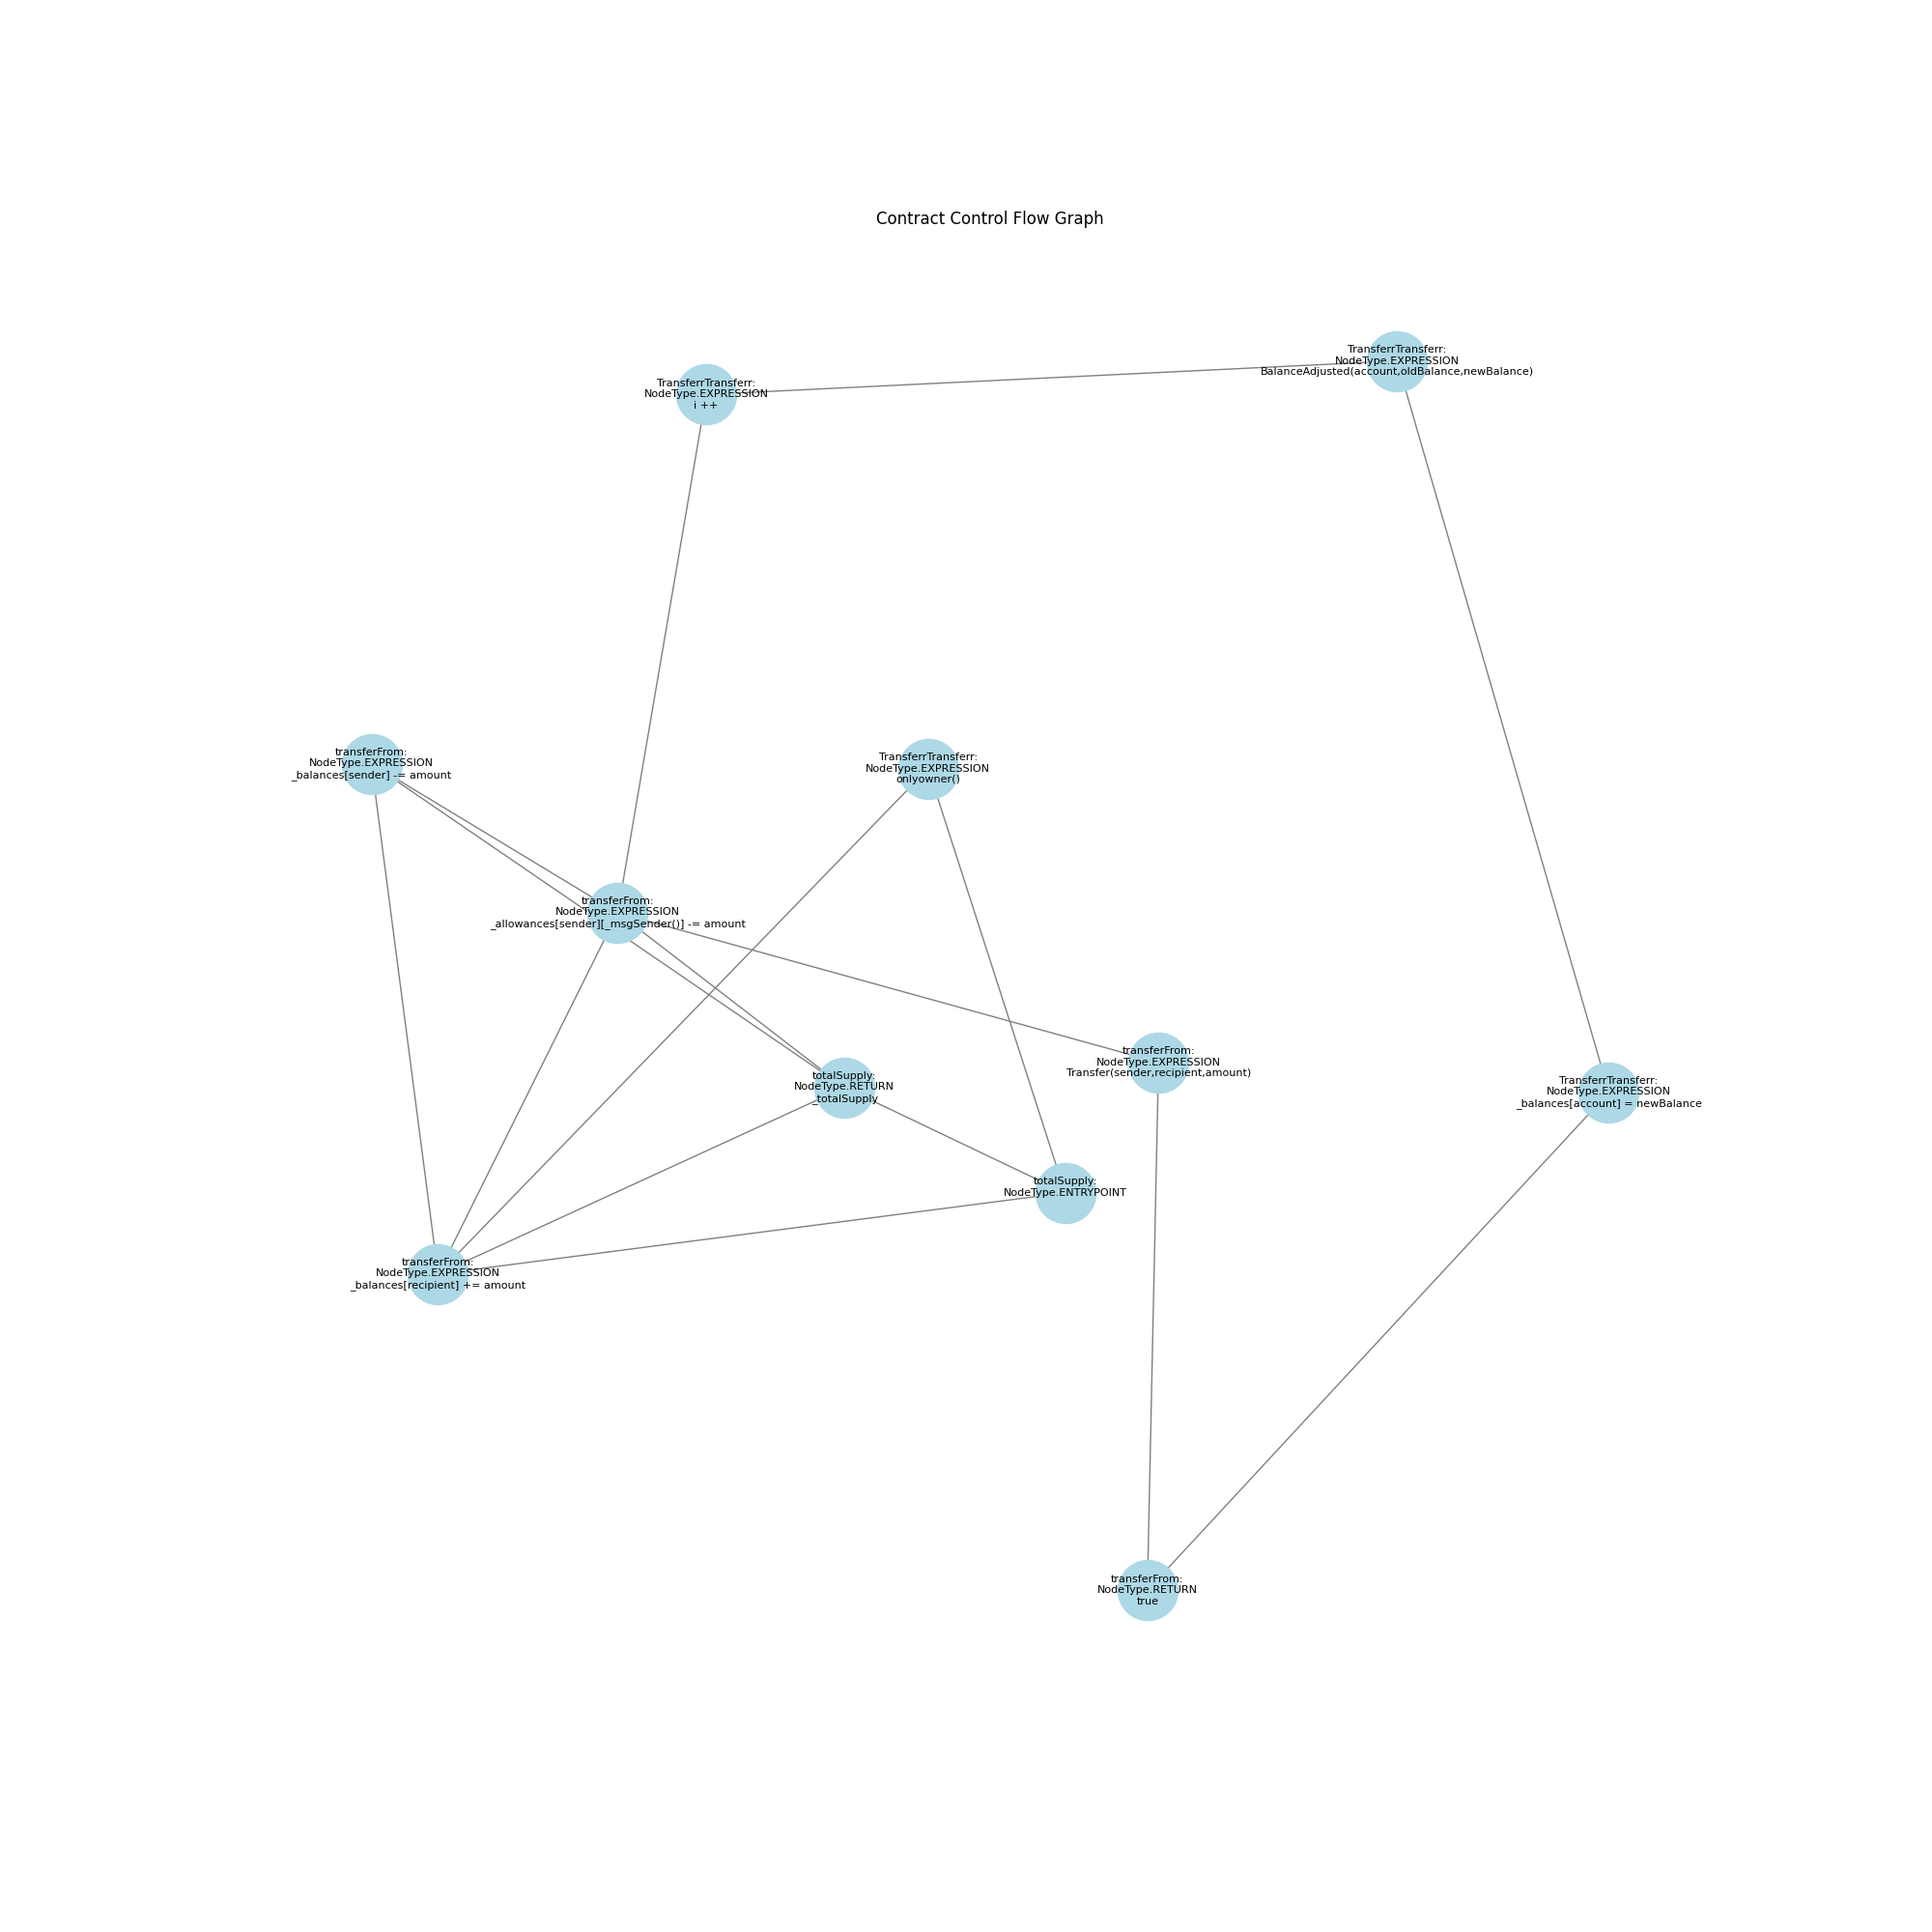 Contract Control Flow Graph
TransferrTransferr:
NodeType.EXPRESSION
BalanceAdjusted(account,oldBalance,newBalance)
TransferrTransferr:
NodeType.EXPRESSION
i ++
transferFrom:
NodeType.EXPRESSION
_balances[sender] -= amount
TransferrTransferr:
NodeType.EXPRESSION
onlyowner()
transferFrom:
NodeType.EXPRESSION
_allowances[sender][_msgSender()] -= amount
transferFrom:
NodeType.EXPRESSION
Transfer(sender,recipient,amount)
totalSupply:
NodeType.RETURN
_totalSupply
TransferrTransferr:
NodeType.EXPRESSION
_balances[account] = newBalance
totalSupply:
NodeType.ENTRYPOINT
transferFrom:
NodeType.EXPRESSION
_balances[recipient] += amount
transferFrom:
NodeType.RETURN
true